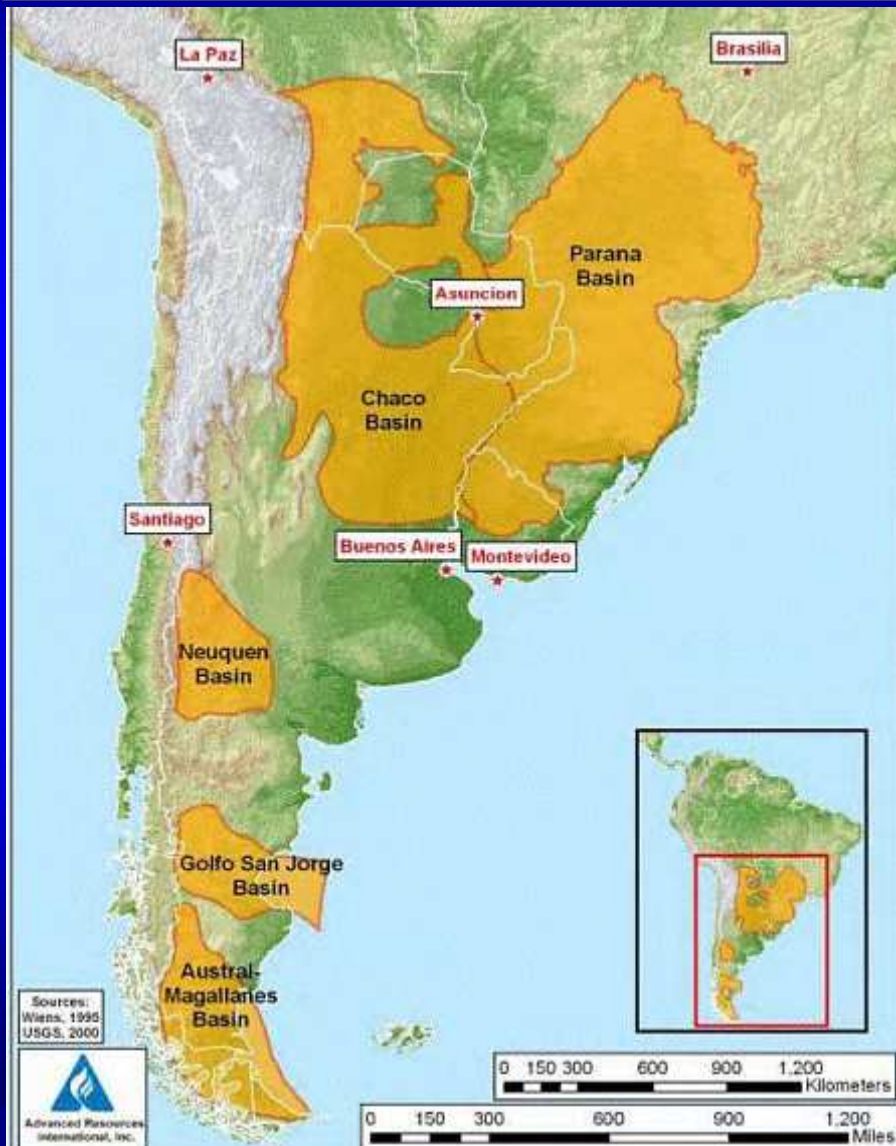 La Paz
Brasilia
Parana
Basin
Asuncion
Chaco
Basin
Santiago
Buenos Aires
Montevideo
Neuquen
Basin
Golfo San Jorge
Basin
Austral-
Magallanes
Basin
Sources:
Wiens, 1995
USGS, 2000
Advanced Resources
International, Inc.
0 150 300 600 900 1,200
Kilometers
0 150 300 600 900 1,200
Miles